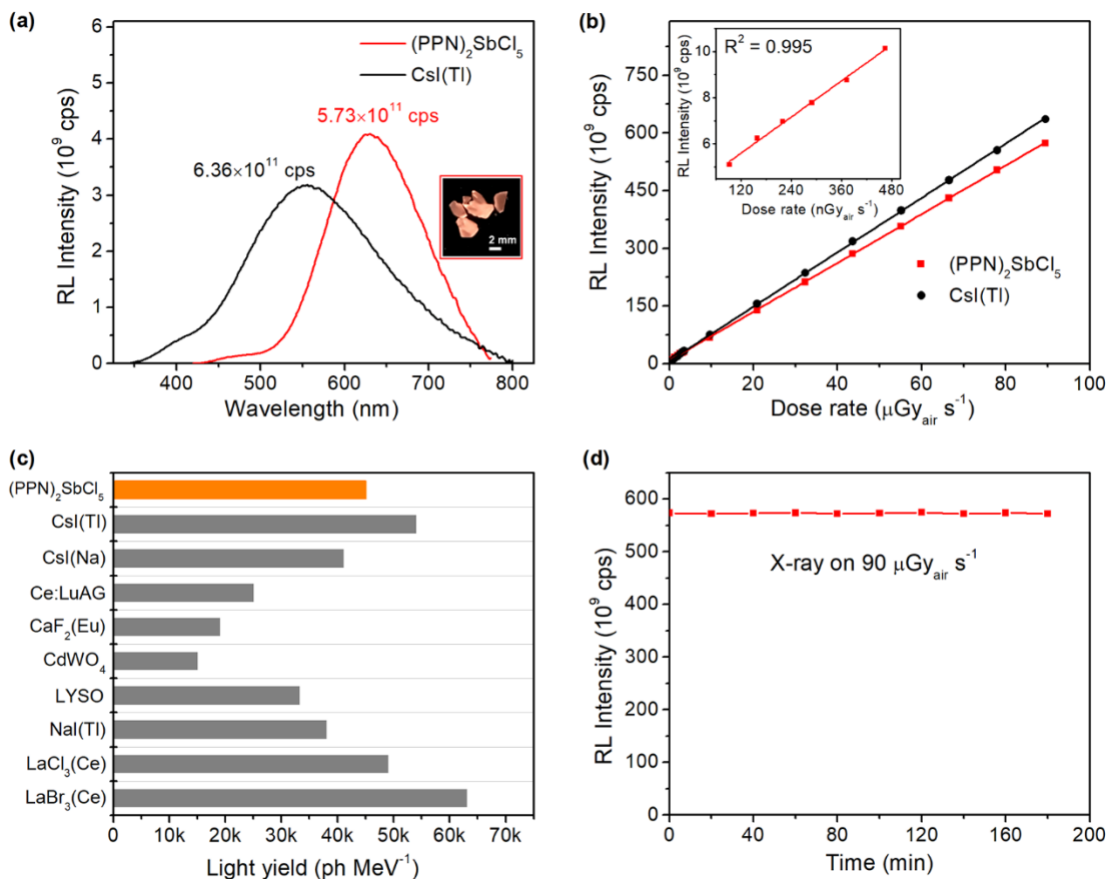 (a)
6
5
4
3
2
1
0
RL Intensity (10⁹ cps)
(PPN)₂SbCl₅
CsI(Tl)
5.73×10¹¹ cps
6.36×10¹¹ cps
2 mm
400 500 600 700 800
Wavelength (nm)
(b)
750
600
450
300
150
0
RL Intensity (10⁹ cps)
R² = 0.995
10
8
6
RL Intensity (10⁹ cps)
120 240 360 480
Dose rate (nGyₐᵢᵣ s⁻¹)
(PPN)₂SbCl₅
CsI(Tl)
0 20 40 60 80 100
Dose rate (μGyₐᵢᵣ s⁻¹)
(c)
(PPN)₂SbCl₅
CsI(Tl)
CsI(Na)
Ce:LuAG
CaF₂(Eu)
CdWO₄
LYSO
NaI(Tl)
LaCl₃(Ce)
LaBr₃(Ce)
0 10k 20k 30k 40k 50k 60k 70k
Light yield (ph MeV⁻¹)
(d)
600
500
400
300
200
100
0
RL Intensity (10⁹ cps)
X-ray on 90 μGyₐᵢᵣ s⁻¹
0 40 80 120 160 200
Time (min)